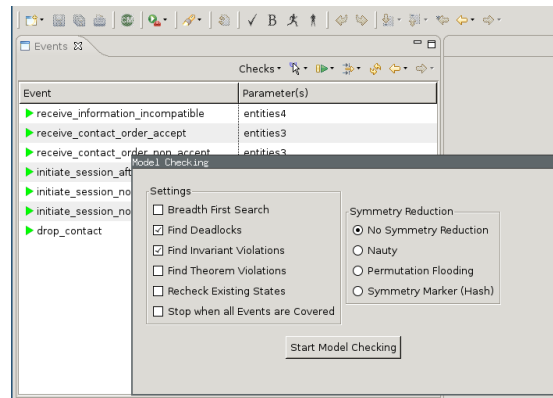 Events
Checks
Event Parameter(s)
receive_information_incompatible entities4
receive_contact_order_accept entities3
receive_contact_order_non_accept entities3
Model Checking
initiate_session_aft
initiate_session_no
initiate_session_no
drop_contact
Settings
Breadth First Search
Find Deadlocks
Find Invariant Violations
Find Theorem Violations
Recheck Existing States
Stop when all Events are Covered
Symmetry Reduction
No Symmetry Reduction
Nauty
Permutation Flooding
Symmetry Marker (Hash)
Start Model Checking